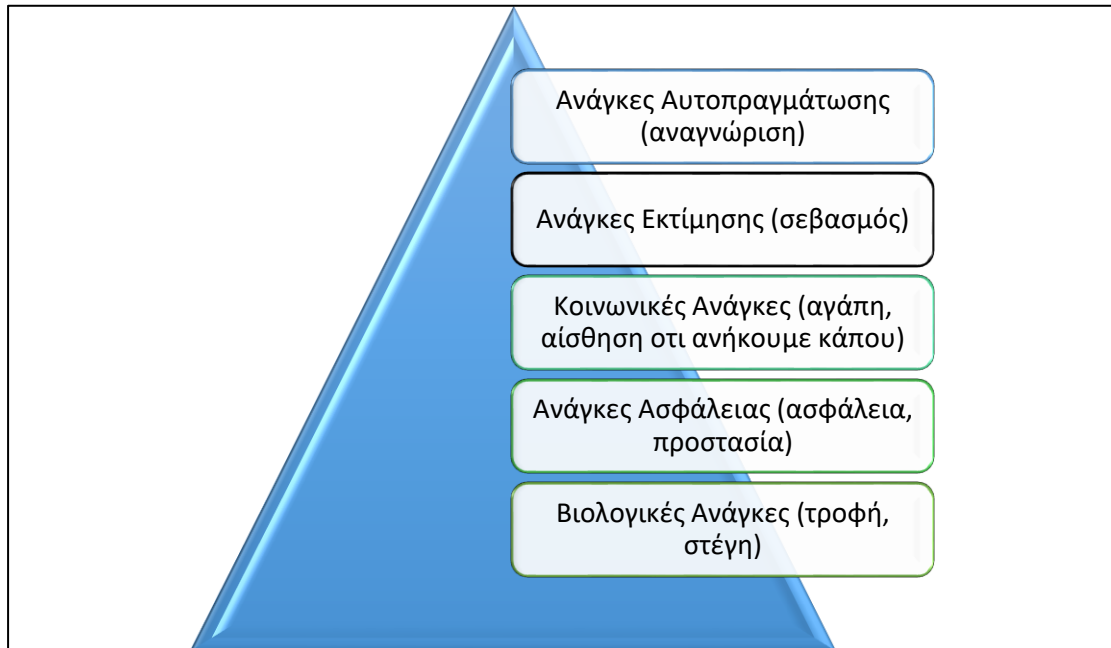 Ανάγκες Αυτοπραγμάτωσης
(αναγνώριση)
Ανάγκες Εκτίμησης (σεβασμός)
Κοινωνικές Ανάγκες (αγάπη,
αίσθηση οτι ανήκουμε κάπου)
Ανάγκες Ασφάλειας (ασφάλεια,
προστασία)
Βιολογικές Ανάγκες (τροφή,
στέγη)